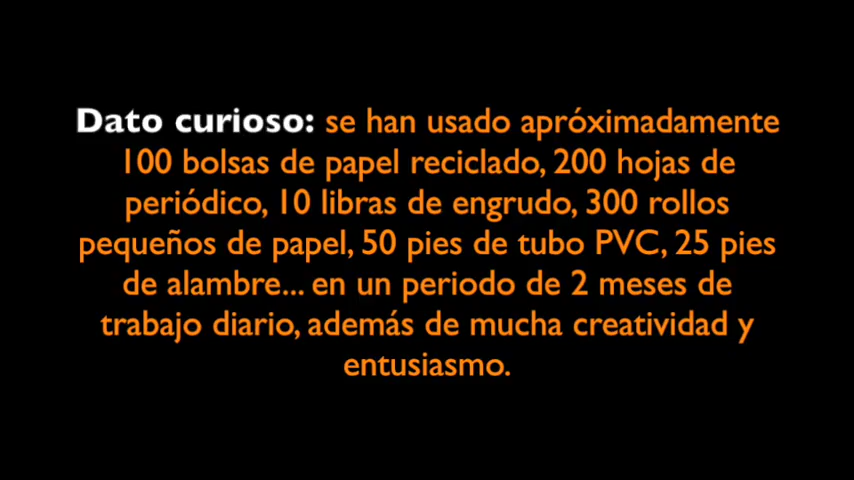 Dato curioso: se han usado apróximadamente
100 bolsas de papel reciclado, 200 hojas de
periódico, 10 libras de engrudo, 300 rollos
pequeños de papel, 50 pies de tubo PVC, 25 pies
de alambre... en un periodo de 2 meses de
trabajo diario, además de mucha creatividad y
entusiasmo.